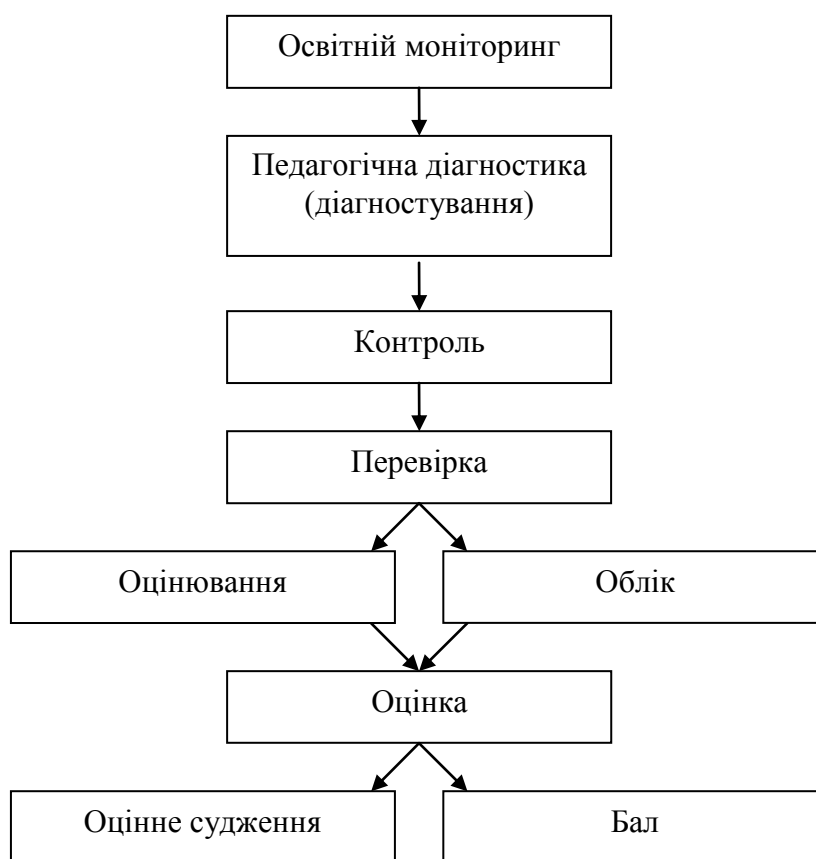 Освітній моніторинг
Педагогічна діагностика
(діагностування)
Контроль
Перевірка
Оцінювання
Облік
Оцінка
Оцінне судження
Бал